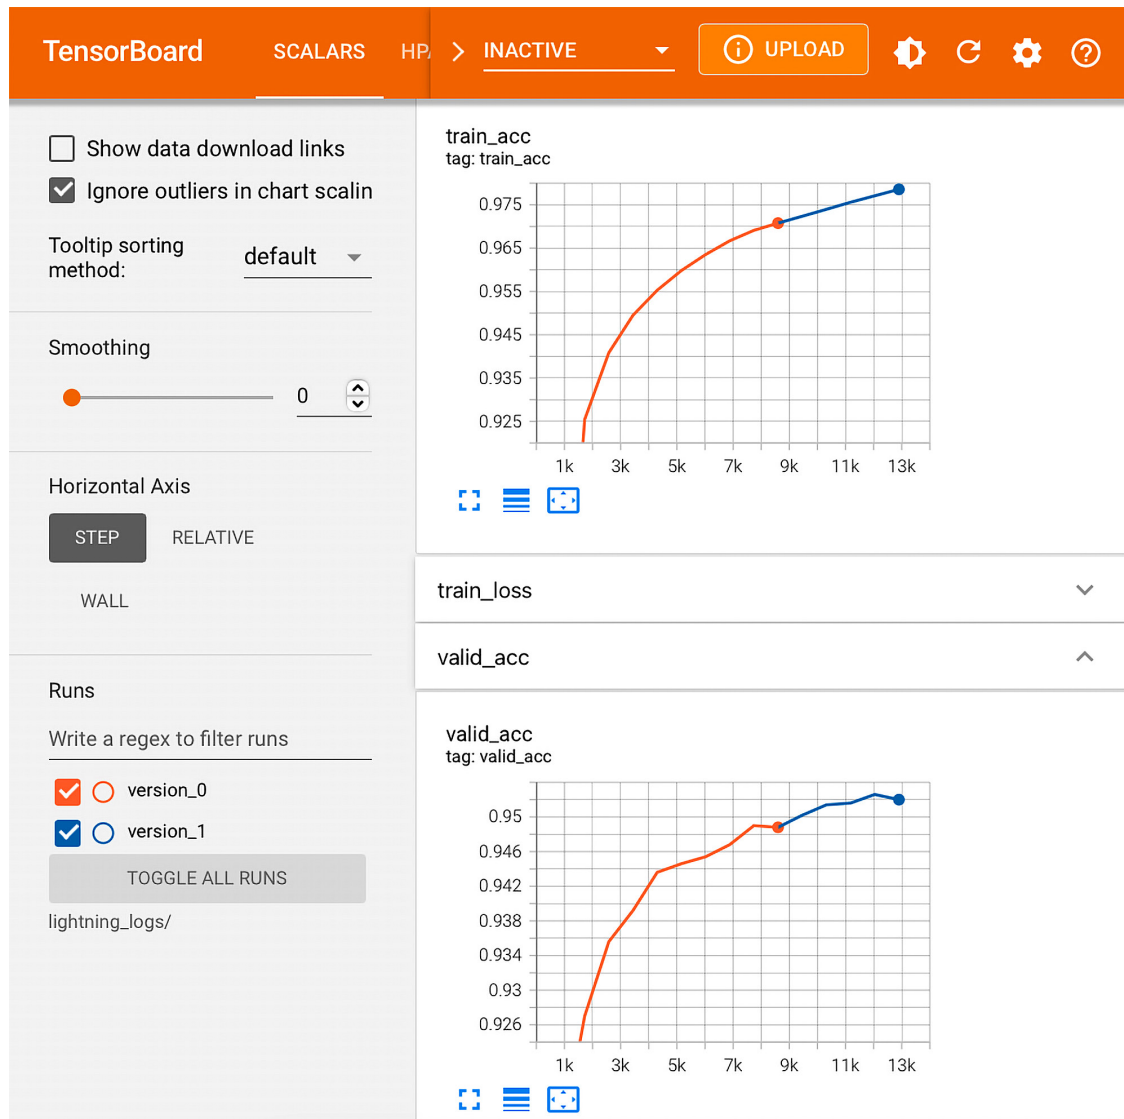 TensorBoard
SCALARS
HP
INACTIVE
UPLOAD
Show data download links
Ignore outliers in chart scalin
Tooltip sorting
method:
default
Smoothing
0
Horizontal Axis
STEP
RELATIVE
WALL
Runs
Write a regex to filter runs
version_0
version_1
TOGGLE ALL RUNS
lightning_logs/
train_acc
tag: train_acc
0.975
0.965
0.955
0.945
0.935
0.925
1k 3k 5k 7k 9k 11k 13k
train_loss
valid_acc
valid_acc
tag: valid_acc
0.95
0.946
0.942
0.938
0.934
0.93
0.926
1k 3k 5k 7k 9k 11k 13k